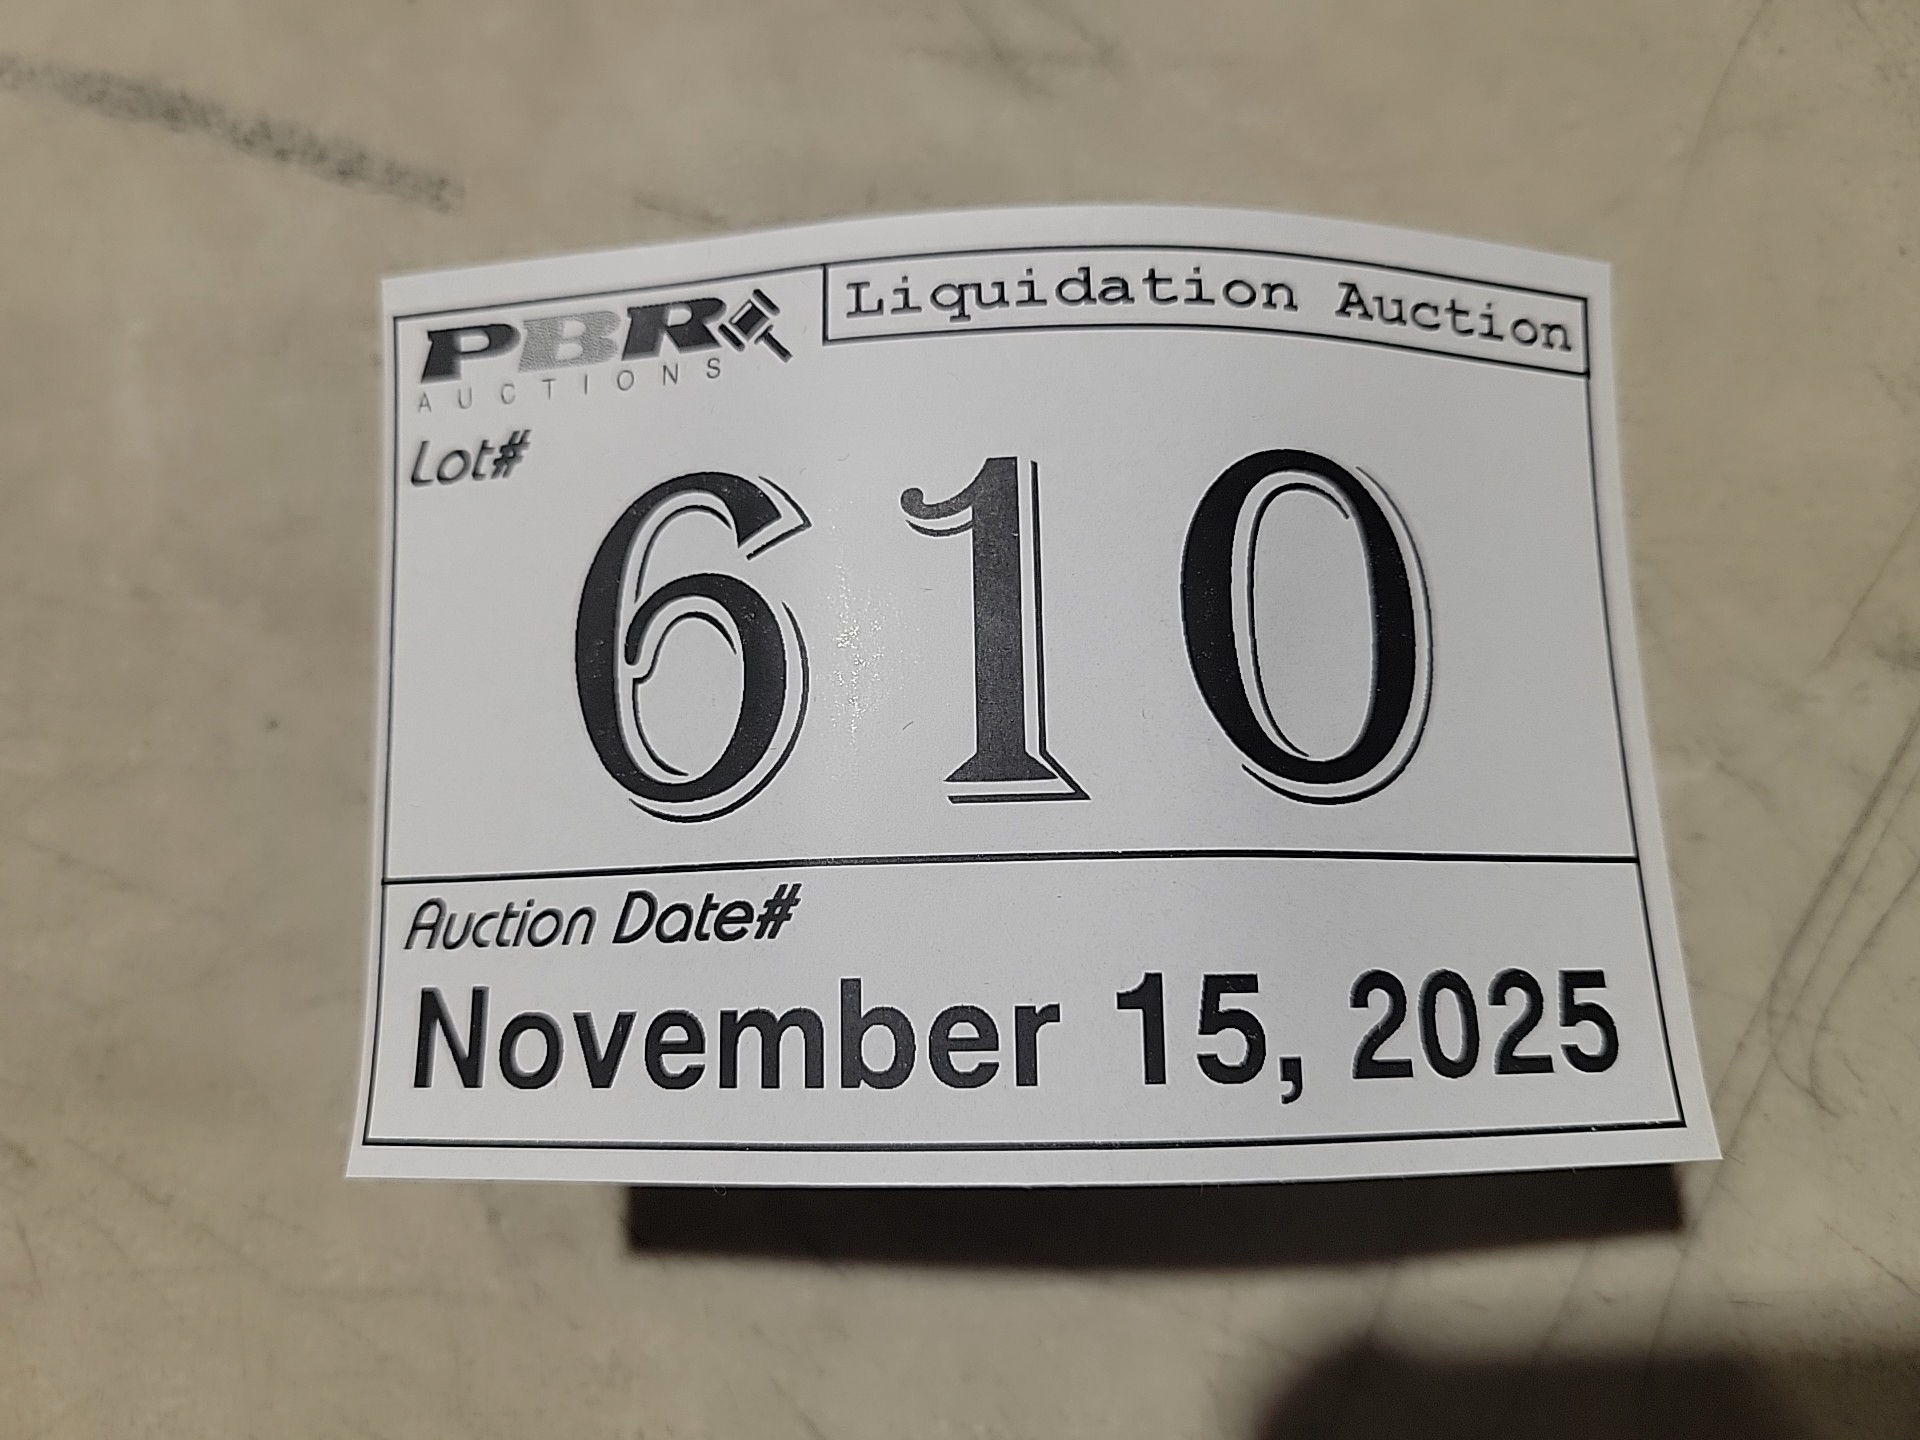 PBR
AUCTIONS
Liquidation Auction
Lot#
610
Auction Date#
November 15, 2025